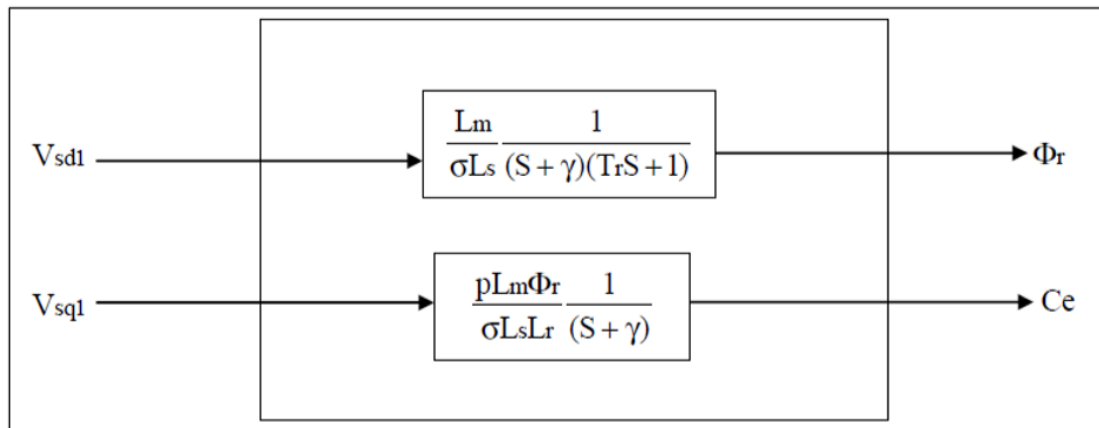 Vsd1
Lm 1
σLs (S + γ)(TrS + 1)
Φr
Vsq1
pLmΦr 1
σLsLr (S + γ)
Ce